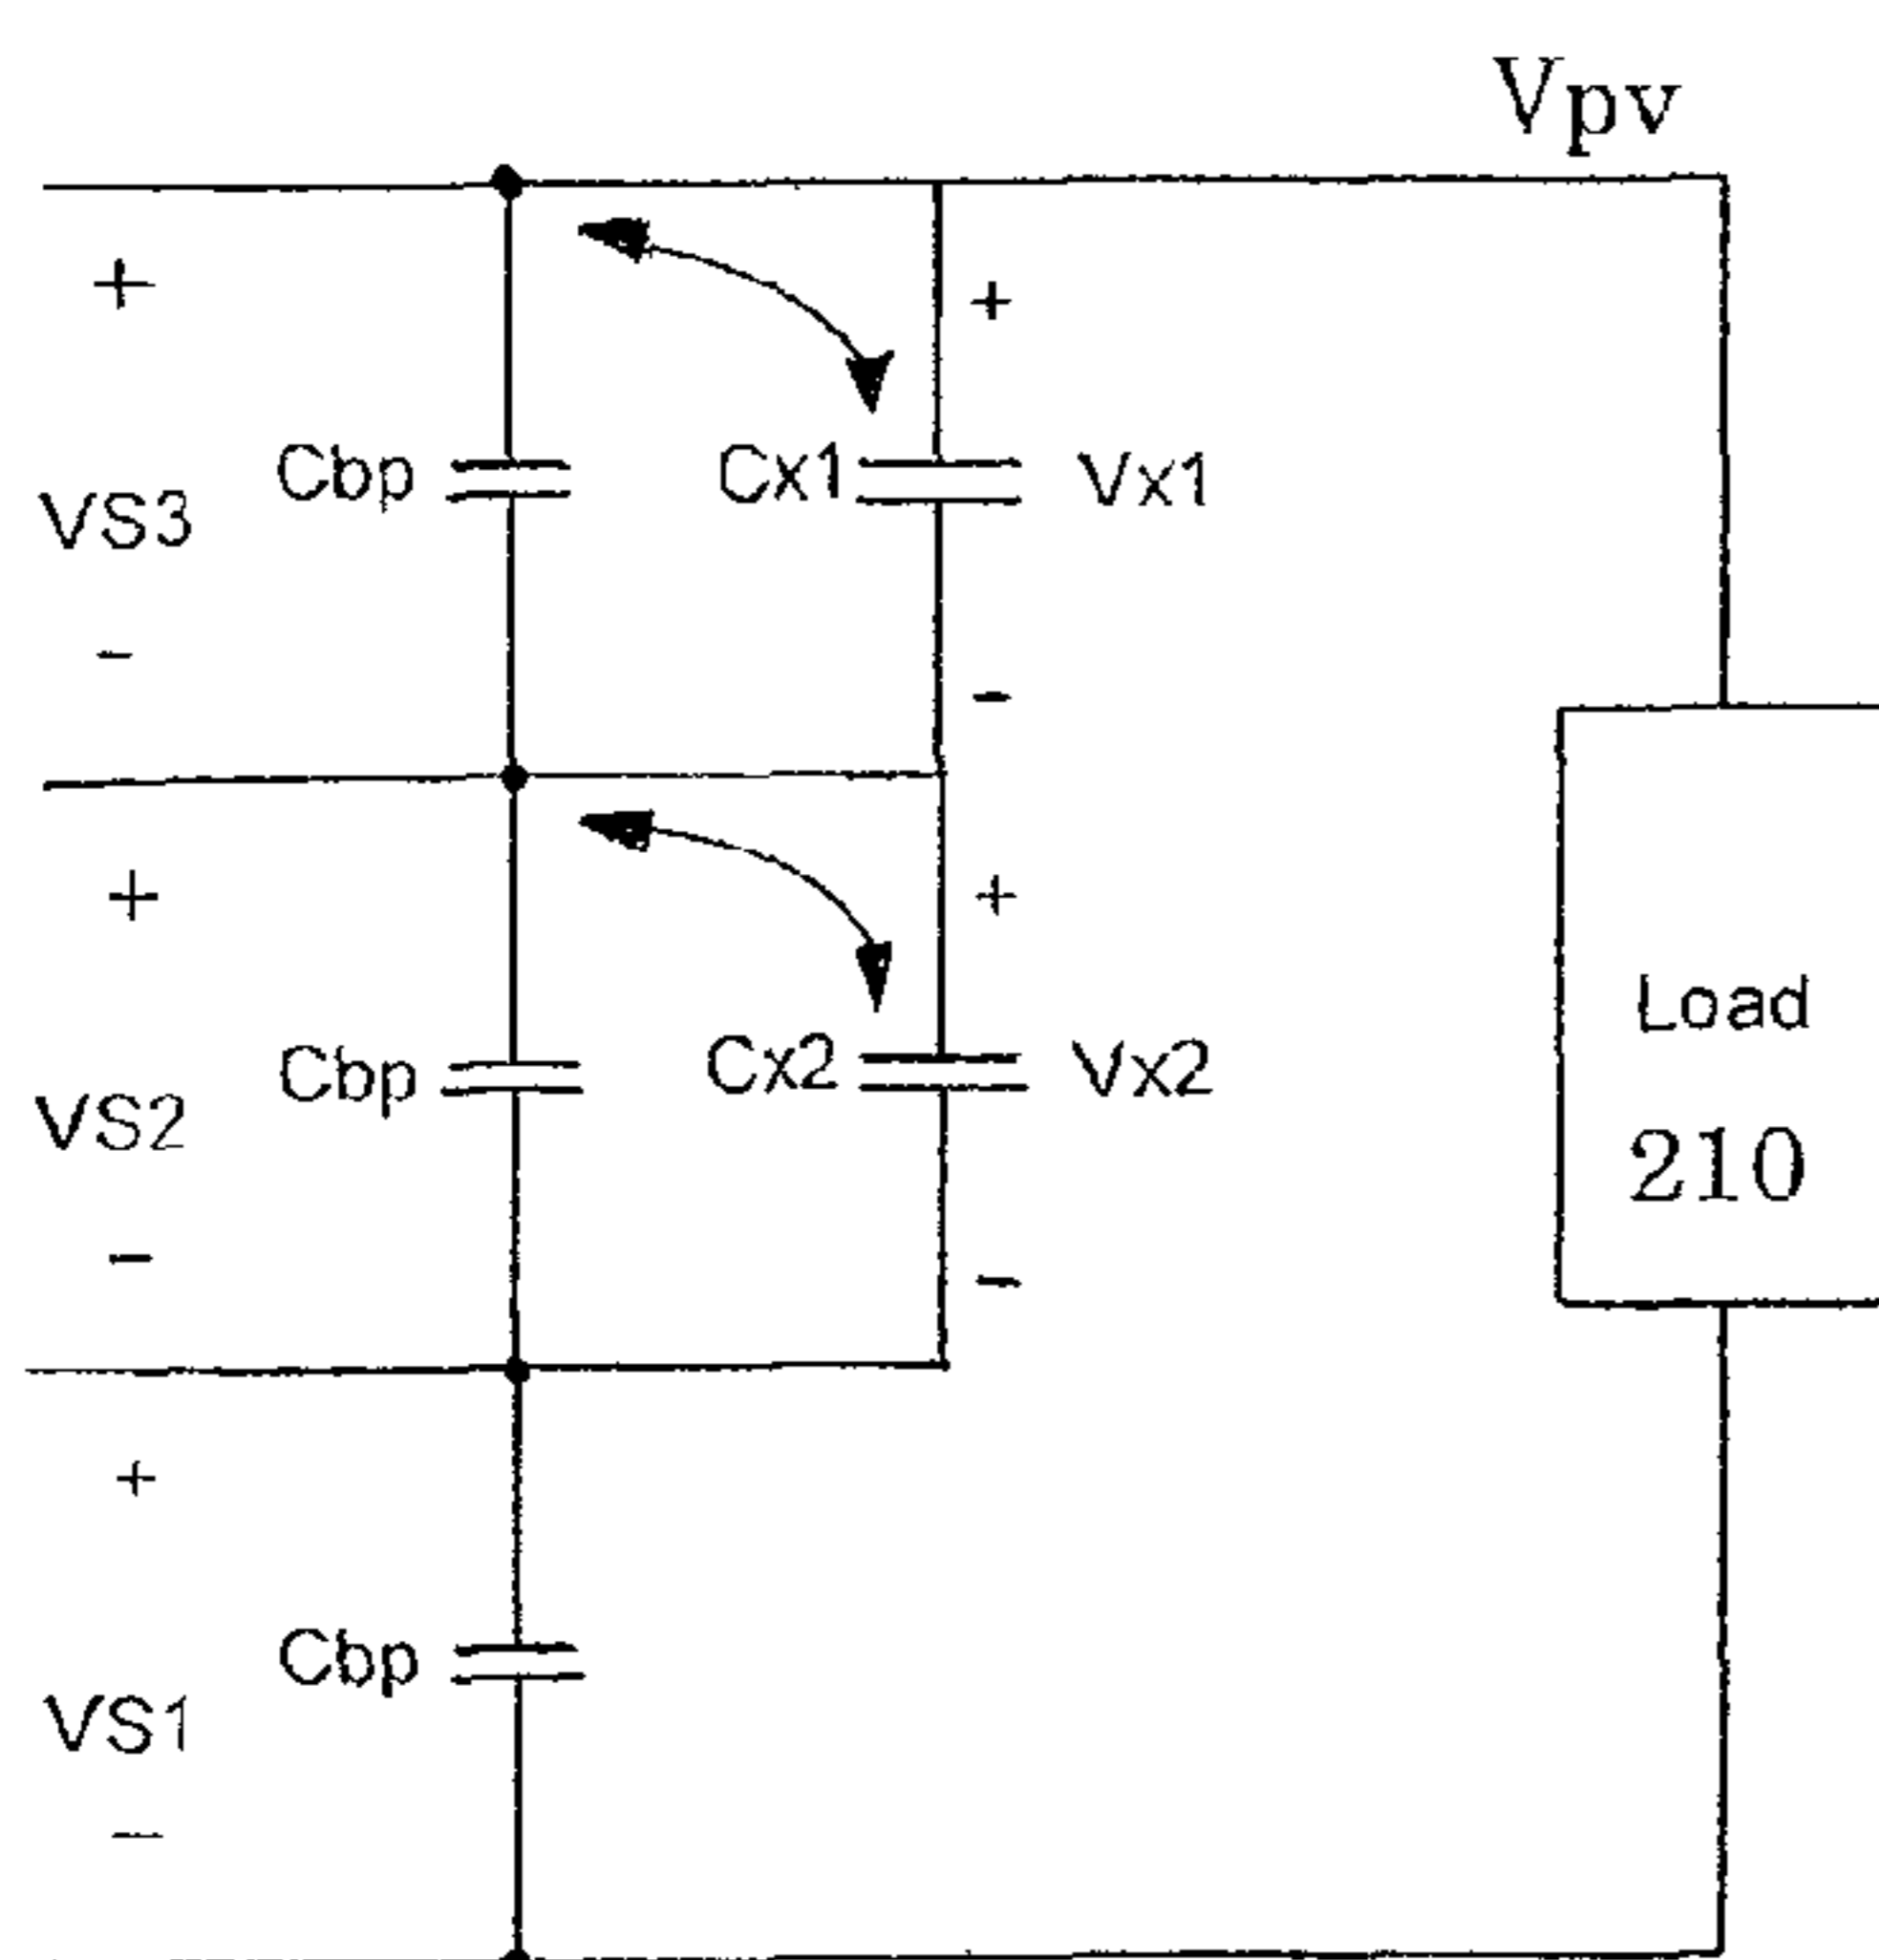 Vpv
+
+
Cbp
Cx1
Vx1
VS3
-
-
+
+
Cbp
Cx2
Vx2
VS2
-
-
Load
210
+
Cbp
VS1
-